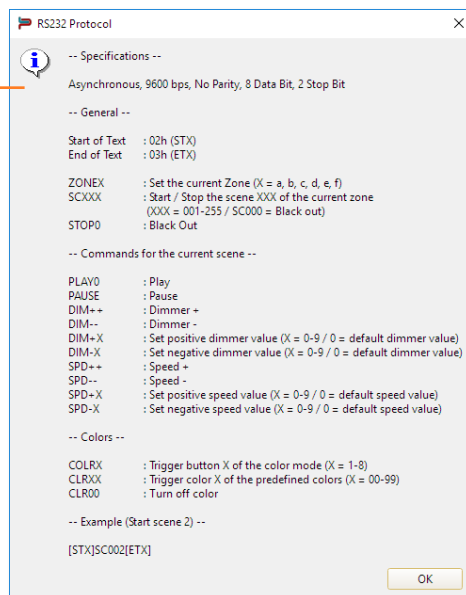 RS232 Protocol
-- Specifications --
Asynchronous, 9600 bps, No Parity, 8 Data Bit, 2 Stop Bit
-- General --
Start of Text : 02h (STX)
End of Text : 03h (ETX)
ZONEX : Set the current Zone (X = a, b, c, d, e, f)
SCXXX : Start / Stop the scene XXX of the current zone
(XXX = 001-255 / SC000 = Black out)
STOP0 : Black Out
-- Commands for the current scene --
PLAY0 : Play
PAUSE : Pause
DIM++ : Dimmer +
DIM-- : Dimmer -
DIM+X : Set positive dimmer value (X = 0-9 / 0 = default dimmer value)
DIM-X : Set negative dimmer value (X = 0-9 / 0 = default dimmer value)
SPD++ : Speed +
SPD-- : Speed -
SPD+X : Set positive speed value (X = 0-9 / 0 = default speed value)
SPD-X : Set negative speed value (X = 0-9 / 0 = default speed value)
-- Colors --
COLRX : Trigger button X of the color mode (X = 1-8)
CLRXX : Trigger color X of the predefined colors (X = 00-99)
CLR00 : Turn off color
-- Example (Start scene 2) --
[STX]SC002[ETX]
OK